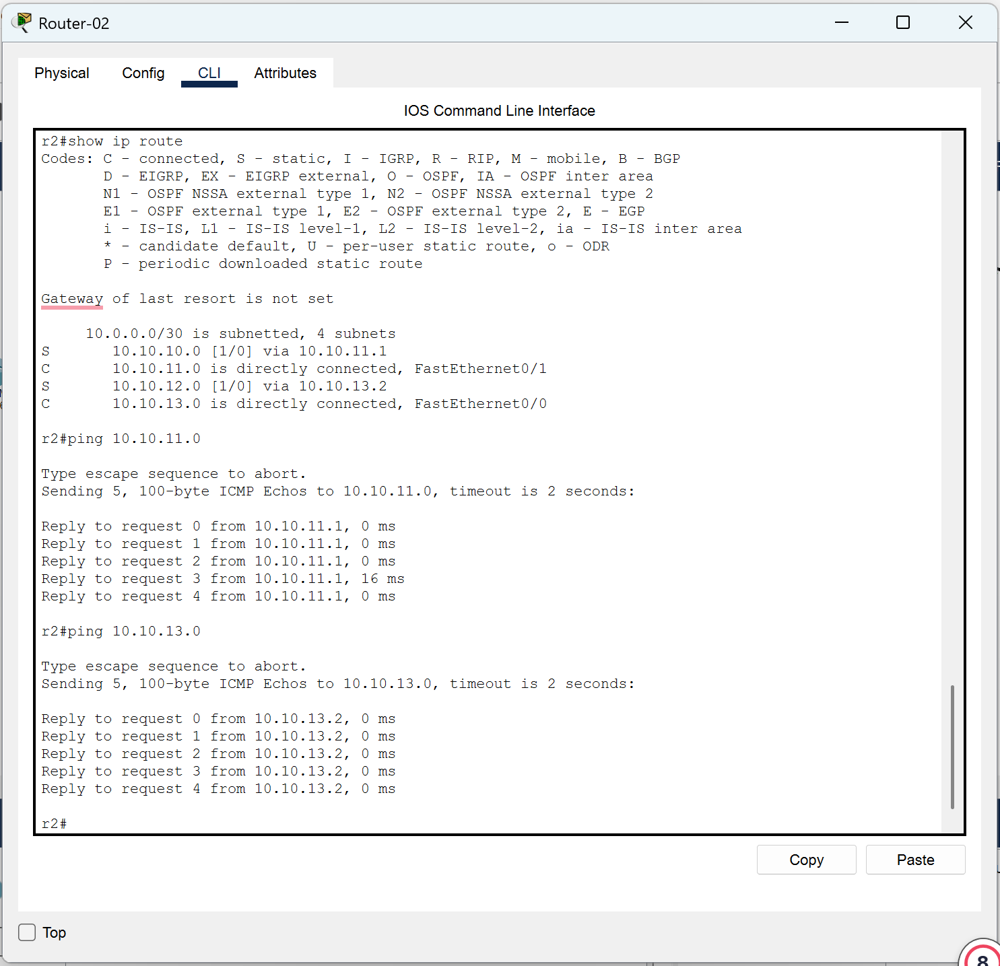 Router-02
Physical Config CLI Attributes
IOS Command Line Interface
r2#show ip route
Codes: C - connected, S - static, I - IGRP, R - RIP, M - mobile, B - BGP
       D - EIGRP, EX - EIGRP external, O - OSPF, IA - OSPF inter area
       N1 - OSPF NSSA external type 1, N2 - OSPF NSSA external type 2
       E1 - OSPF external type 1, E2 - OSPF external type 2, E - EGP
       i - IS-IS, L1 - IS-IS level-1, L2 - IS-IS level-2, ia - IS-IS inter area
       * - candidate default, U - per-user static route, o - ODR
       P - periodic downloaded static route
Gateway of last resort is not set
     10.0.0.0/30 is subnetted, 4 subnets
S       10.10.10.0 [1/0] via 10.10.11.1
C       10.10.11.0 is directly connected, FastEthernet0/1
S       10.10.12.0 [1/0] via 10.10.13.2
C       10.10.13.0 is directly connected, FastEthernet0/0
r2#ping 10.10.11.0
Type escape sequence to abort.
Sending 5, 100-byte ICMP Echos to 10.10.11.0, timeout is 2 seconds:
Reply to request 0 from 10.10.11.1, 0 ms
Reply to request 1 from 10.10.11.1, 0 ms
Reply to request 2 from 10.10.11.1, 0 ms
Reply to request 3 from 10.10.11.1, 16 ms
Reply to request 4 from 10.10.11.1, 0 ms
r2#ping 10.10.13.0
Type escape sequence to abort.
Sending 5, 100-byte ICMP Echos to 10.10.13.0, timeout is 2 seconds:
Reply to request 0 from 10.10.13.2, 0 ms
Reply to request 1 from 10.10.13.2, 0 ms
Reply to request 2 from 10.10.13.2, 0 ms
Reply to request 3 from 10.10.13.2, 0 ms
Reply to request 4 from 10.10.13.2, 0 ms
r2#
Copy Paste
Top
8